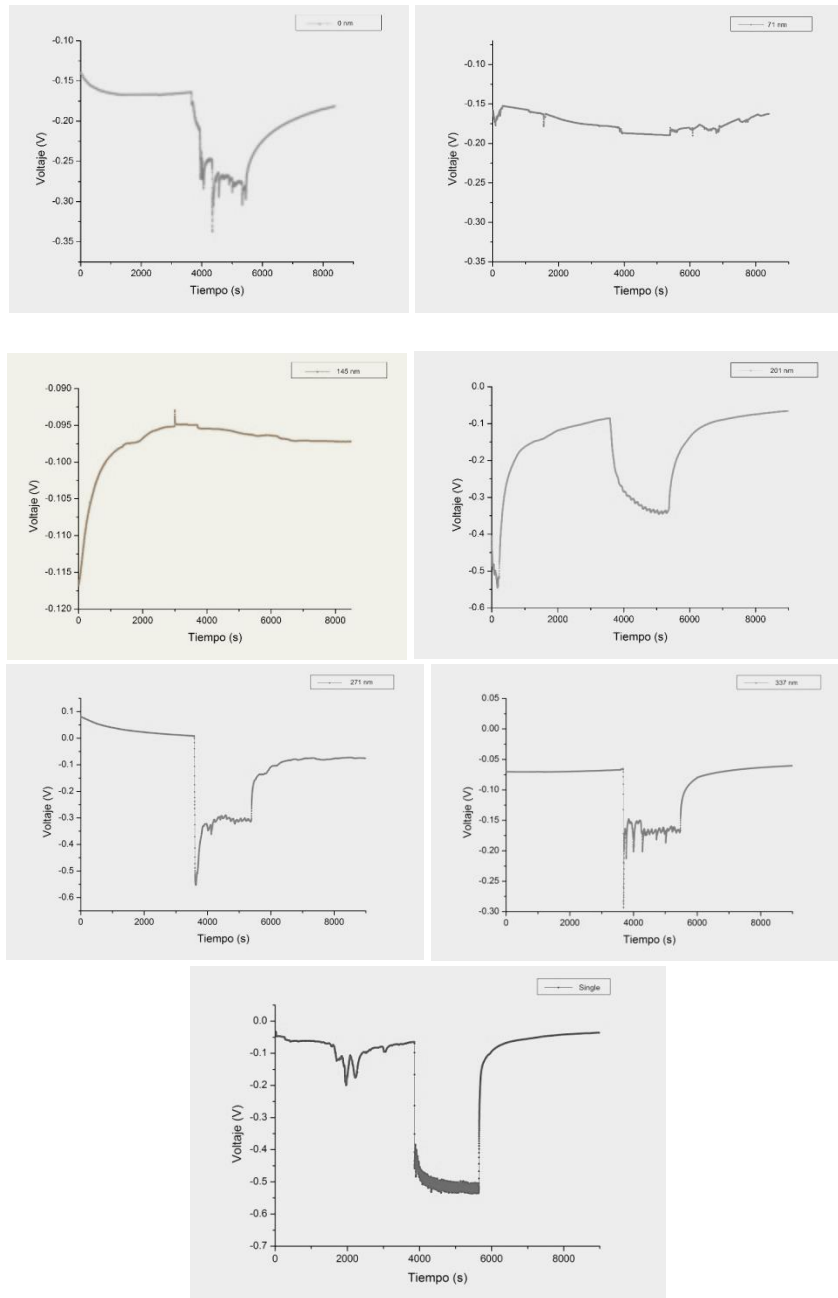 0 nm
-0.10
-0.15
-0.20
-0.25
-0.30
-0.35
Voltaje (V)
0 2000 4000 6000 8000
Tiempo (s)
71 nm
-0.10
-0.15
-0.20
-0.25
-0.30
-0.35
Voltaje (V)
0 2000 4000 6000 8000
Tiempo (s)
145 nm
-0.090
-0.095
-0.100
-0.105
-0.110
-0.115
-0.120
Voltaje (V)
0 2000 4000 6000 8000
Tiempo (s)
201 nm
0.0
-0.1
-0.2
-0.3
-0.4
-0.5
-0.6
Voltaje (V)
0 2000 4000 6000 8000
Tiempo (s)
271 nm
0.1
0.0
-0.1
-0.2
-0.3
-0.4
-0.5
-0.6
Voltaje (V)
0 2000 4000 6000 8000
Tiempo (s)
337 nm
0.05
0.00
-0.05
-0.10
-0.15
-0.20
-0.25
-0.30
Voltaje (V)
0 2000 4000 6000 8000
Tiempo (s)
Single
0.0
-0.1
-0.2
-0.3
-0.4
-0.5
-0.6
-0.7
Voltaje (V)
0 2000 4000 6000 8000
Tiempo (s)